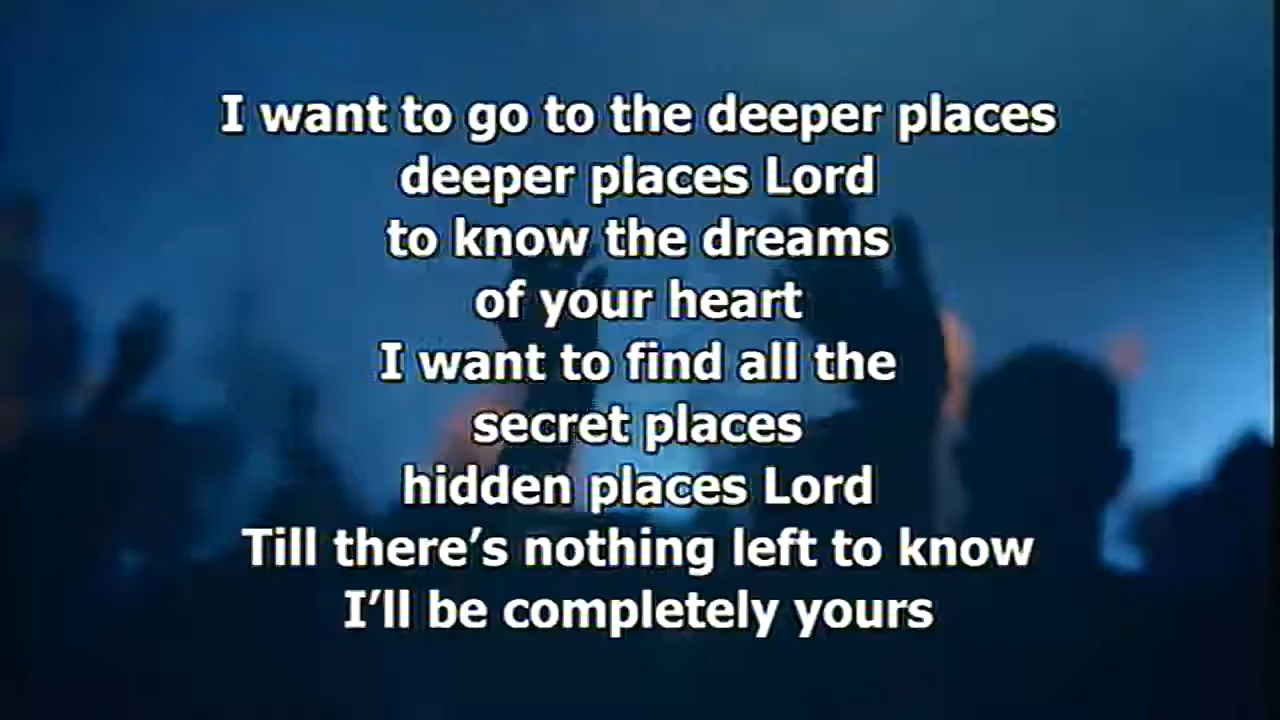 I want to go to the deeper places
deeper places Lord
to know the dreams
of your heart
I want to find all the
secret places
hidden places Lord
Till there’s nothing left to know
I’ll be completely yours